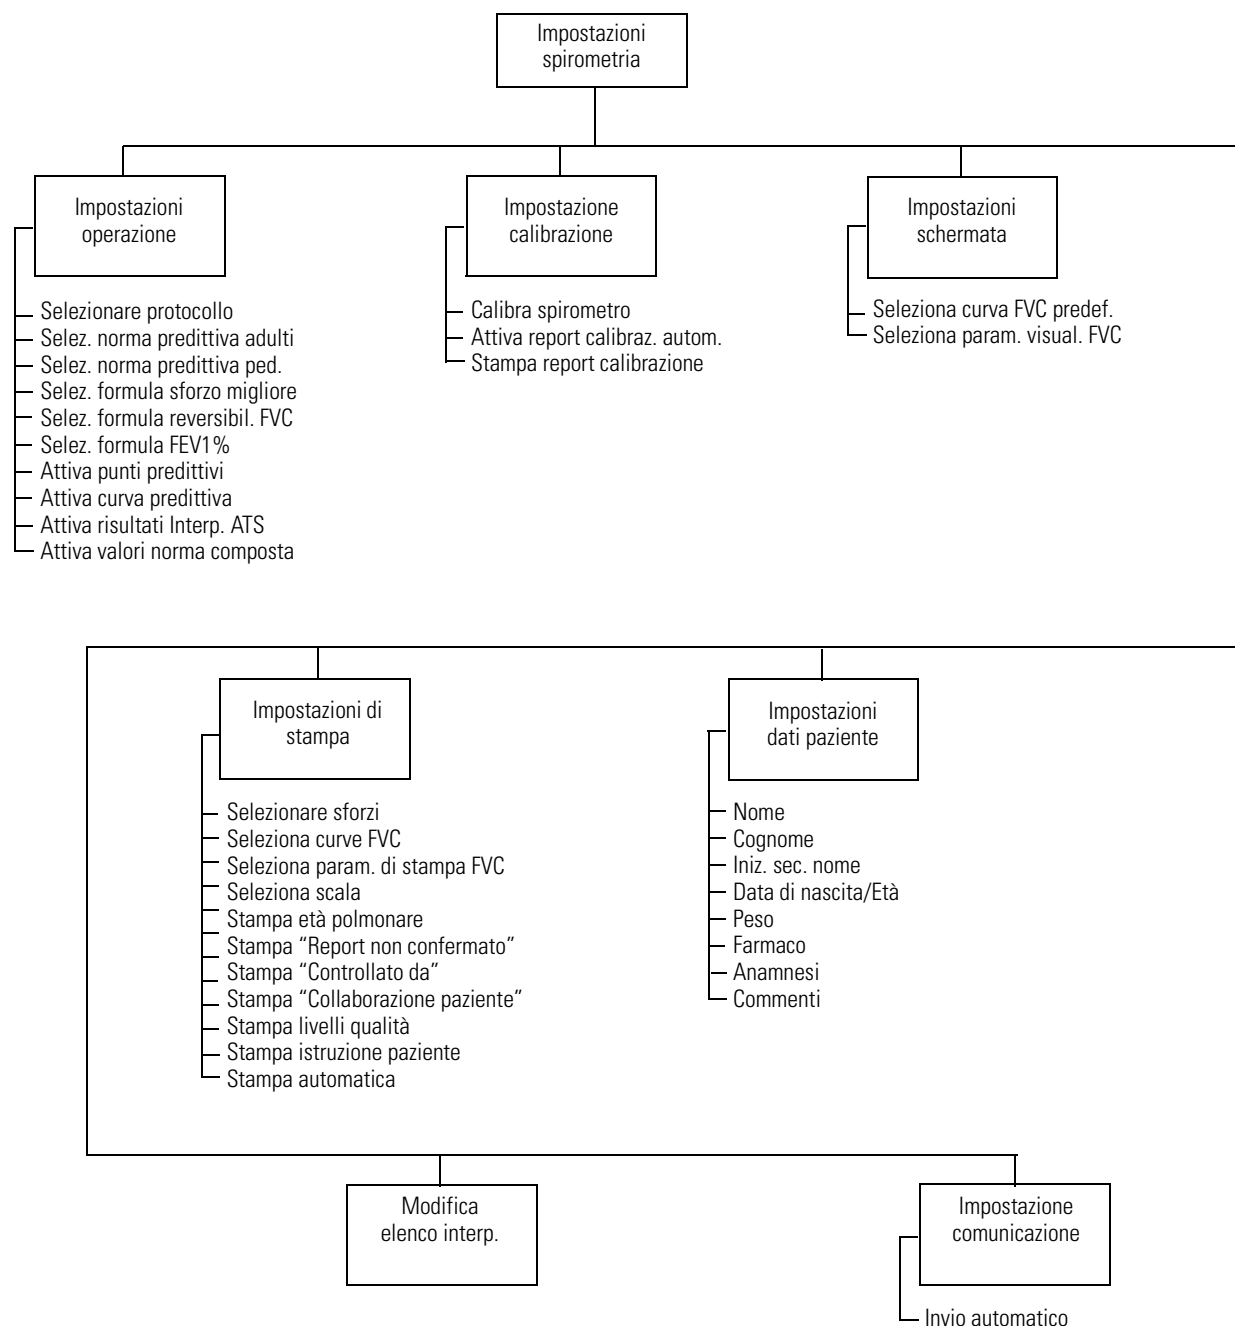 Impostazioni
spirometria
Impostazioni
operazione
Selezionare protocollo
Selez. norma predittiva adulti
Selez. norma predittiva ped.
Selez. formula sforzo migliore
Selez. formula reversibil. FVC
Selez. formula FEV1%
Attiva punti predittivi
Attiva curva predittiva
Attiva risultati Interp. ATS
Attiva valori norma composta
Impostazione
calibrazione
Calibra spirometro
Attiva report calibraz. autom.
Stampa report calibrazione
Impostazioni
schermata
Seleziona curva FVC predef.
Seleziona param. visual. FVC
Impostazioni di
stampa
Selezionare sforzi
Seleziona curve FVC
Seleziona param. di stampa FVC
Seleziona scala
Stampa età polmonare
Stampa “Report non confermato”
Stampa “Controllato da”
Stampa “Collaborazione paziente”
Stampa livelli qualità
Stampa istruzione paziente
Stampa automatica
Impostazioni
dati paziente
Nome
Cognome
Iniz. sec. nome
Data di nascita/Età
Peso
Farmaco
Anamnesi
Commenti
Modifica
elenco interp.
Impostazione
comunicazione
Invio automatico